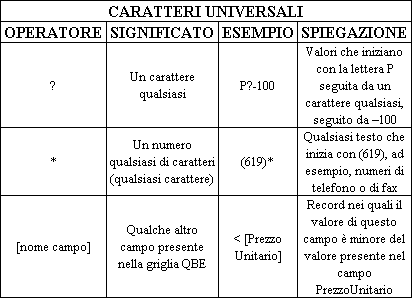 CARATTERI UNIVERSALI
OPERATORE SIGNIFICATO ESEMPIO SPIEGAZIONE
?
Un carattere
qualsiasi
P?-100
Valori che iniziano
con la lettera P
seguita da un
carattere qualsiasi,
seguito da –100
*
Un numero
qualsiasi di caratteri
(qualsiasi carattere)
(619)*
Qualsiasi testo che
inizia con (619), ad
esempio, numeri di
telefono o di fax
[nome campo]
Qualche altro
campo presente
nella griglia QBE
< [Prezzo
Unitario]
Record nei quali il
valore di questo
campo è minore del
valore presente nel
campo
PrezzoUnitario